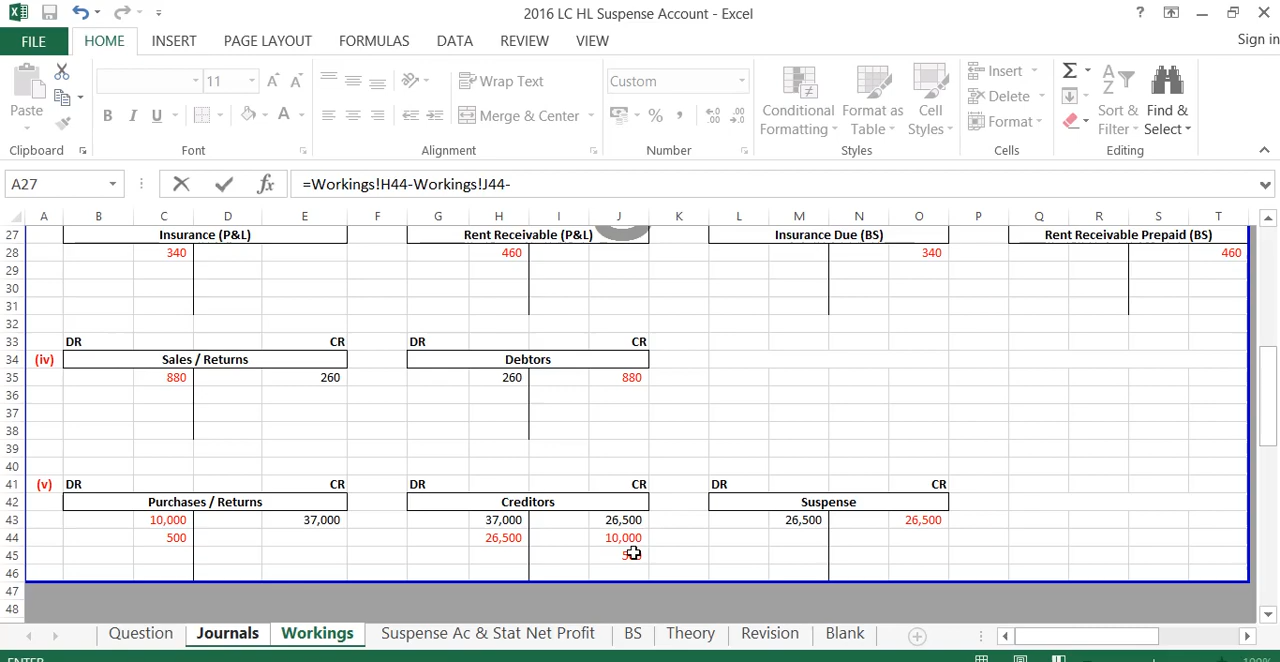 2016 LC HL Suspense Account - Excel
FILE HOME INSERT PAGE LAYOUT FORMULAS DATA REVIEW VIEW Sign in
Paste 11 Wrap Text Custom Insert
B I U A Merge & Center % Conditional Formatting Format as Table Cell Styles Delete Format Sort & Filter Find & Select
Clipboard Font Alignment Number Styles Cells Editing
A27 fx =Workings!H44-Workings!J44-
A B C D E F G H I J K L M N O P Q R S T
27 Insurance (P&L) Rent Receivable (P&L) Insurance Due (BS) Rent Receivable Prepaid (BS)
28 340 460 340 460
29
30
31
32
33 DR CR DR CR
34 (iv) Sales / Returns Debtors
35 880 260 260 880
36
37
38
39
40
41 (v) DR CR DR CR DR CR
42 Purchases / Returns Creditors Suspense
43 10,000 37,000 37,000 26,500 26,500 26,500
44 500 26,500 10,000
45
46
47
48
Question Journals Workings Suspense Ac & Stat Net Profit BS Theory Revision Blank